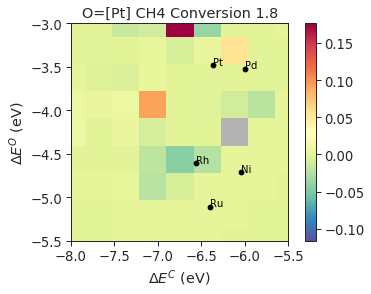 O=[Pt] CH4 Conversion 1.8
−3.0
−3.5
−4.0
−4.5
−5.0
−5.5
ΔE^O (eV)
Pt
Pd
Rh
Ni
Ru
−8.0 −7.5 −7.0 −6.5 −6.0 −5.5
ΔE^C (eV)
0.15
0.10
0.05
0.00
−0.05
−0.10